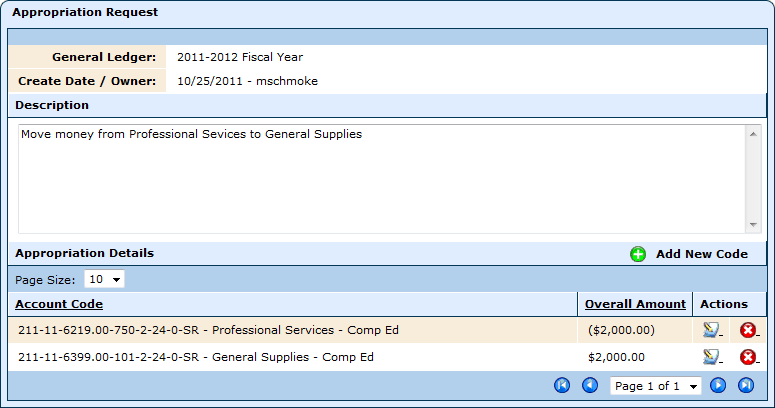 Appropriation Request
General Ledger: 2011-2012 Fiscal Year
Create Date / Owner: 10/25/2011 - mschmoke
Description
Move money from Professional Sevices to General Supplies
Appropriation Details Add New Code
Page Size: 10
Account Code Overall Amount Actions
211-11-6219.00-750-2-24-0-SR - Professional Services - Comp Ed ($2,000.00)
211-11-6399.00-101-2-24-0-SR - General Supplies - Comp Ed $2,000.00
Page 1 of 1